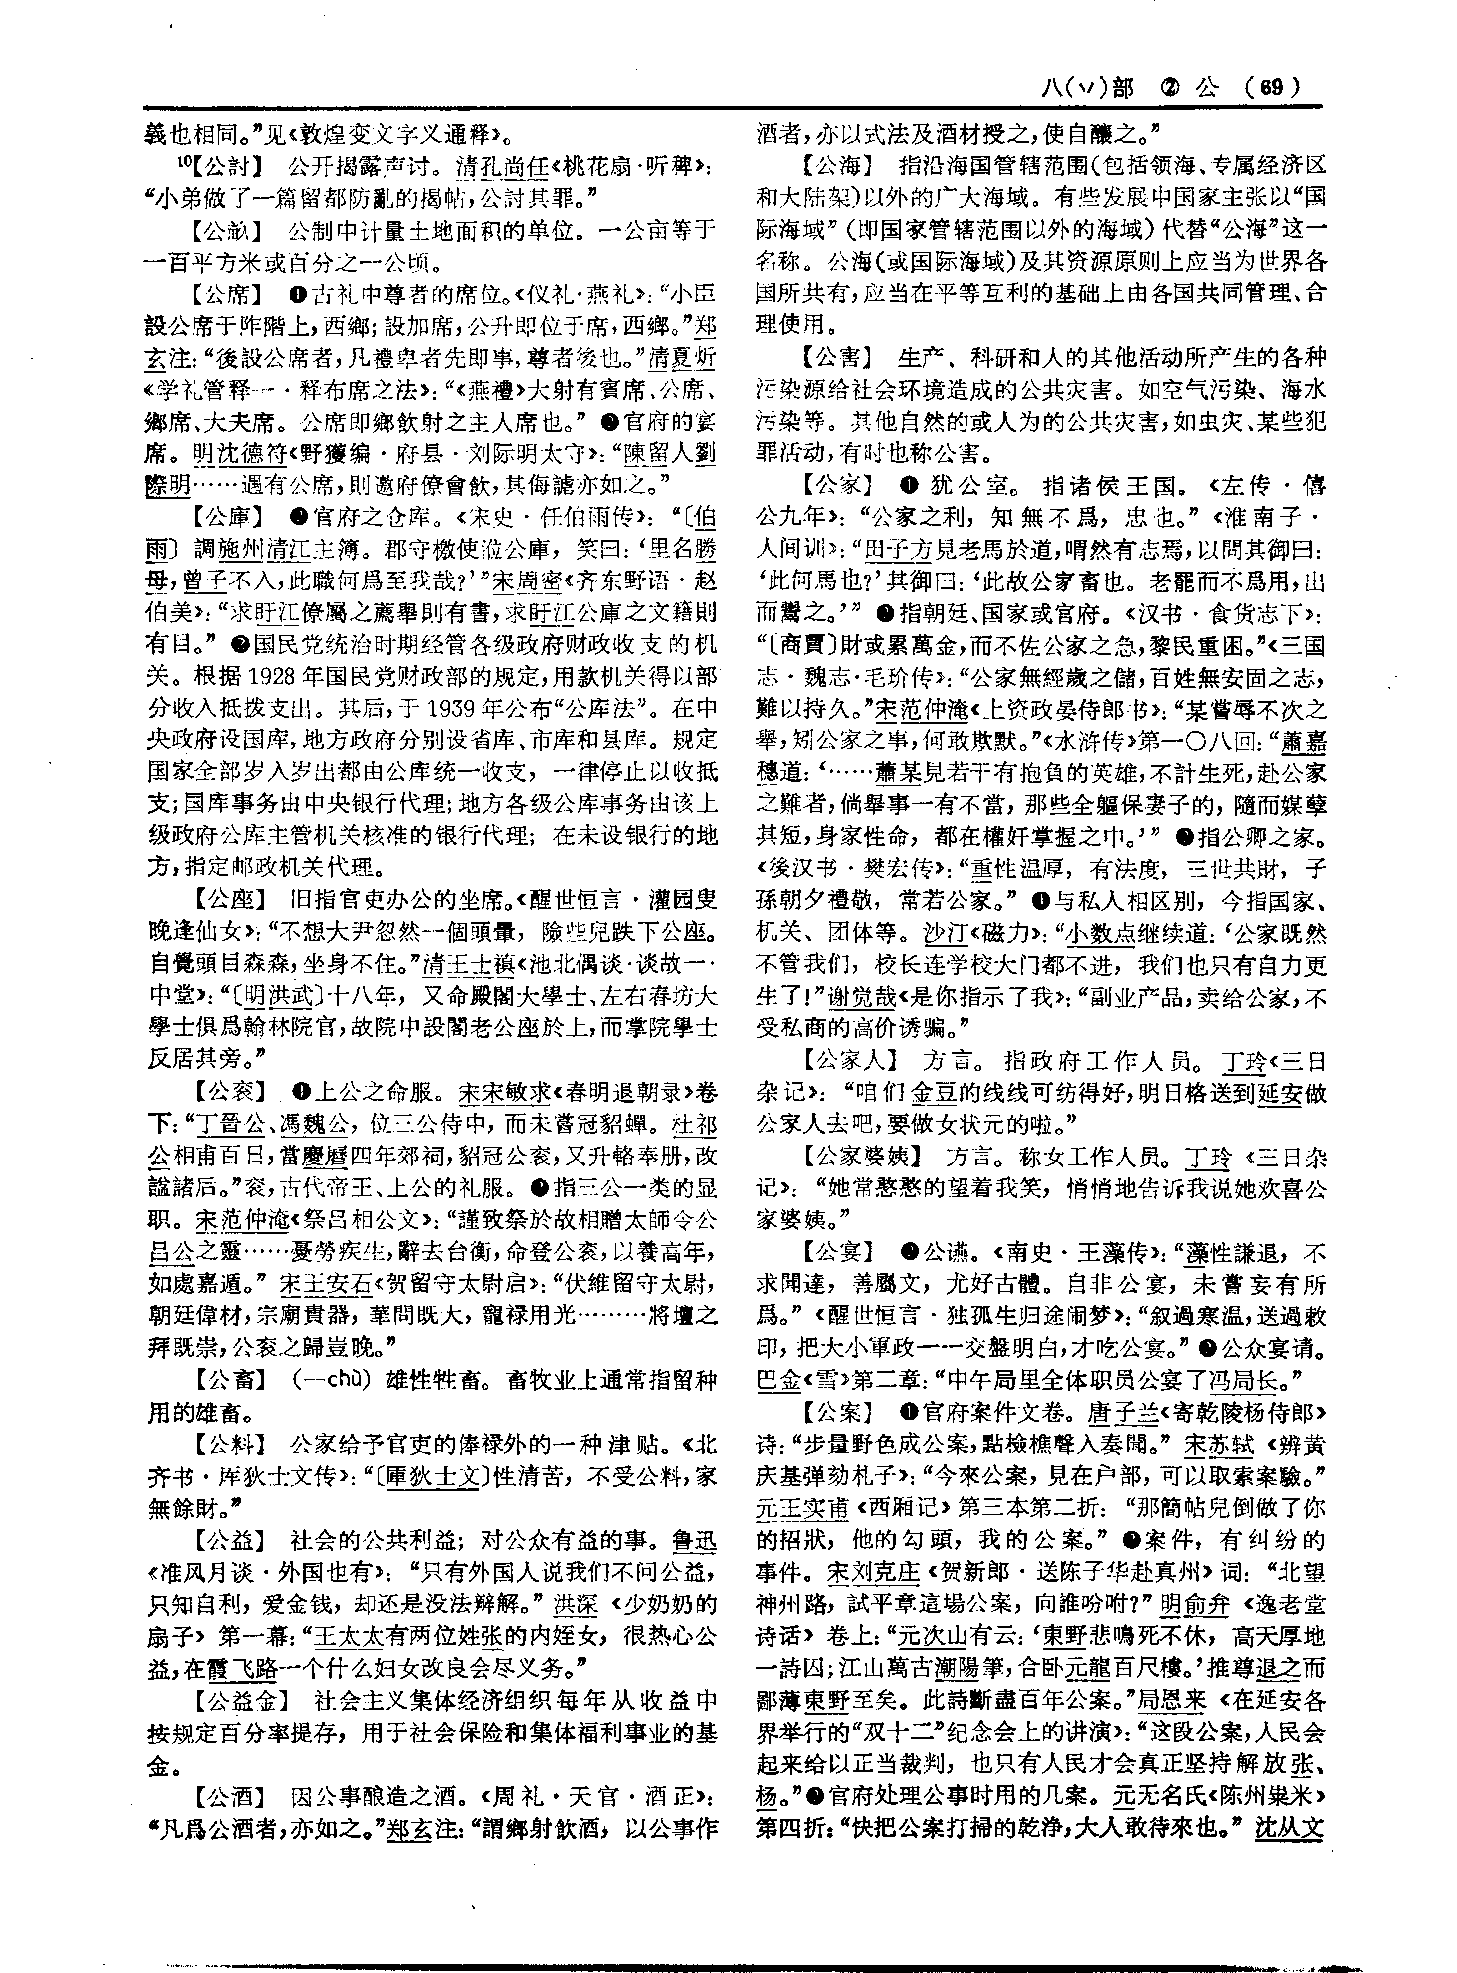 八(丷)部 ② 公 (69)
義也相同。”见《敦煌变文字义通释》。
10【公討】 公开揭露声讨。清孔尚任《桃花扇·听稗》：
“小弟做了一篇留都防亂的揭帖，公討其罪。”
【公畝】 公制中计量土地面积的单位。一公亩等于
一百平方米或百分之一公顷。
【公席】 ❶古礼中尊者的席位。《仪礼·燕礼》：“小臣
設公席于阼階上，西鄉；設加席，公升即位于席，西鄉。”郑
玄注：“後設公席者，凡禮卑者先即事，尊者後也。”清夏炘
《学礼管释一·释布席之法》：“《燕禮》大射有賓席、公席、
鄉席、大夫席。公席即鄉飲射之主人席也。” ❷官府的宴
席。明沈德符《野獲编·府县·刘际明太守》：“陳留人劉
際明……遇有公席，則邀府僚會飲，其侮謔亦如之。”
【公庫】 ❶官府之仓库。《宋史·任伯雨传》：“〔伯
雨〕調施州清江主簿。郡守檄使涖公庫，笑曰：‘里名勝
母，曾子不入，此職何爲至我哉？’”宋周密《齐东野语·赵
伯美》：“求盱江僚屬之薦舉則有書，求盱江公庫之文籍則
有目。” ❷国民党统治时期经管各级政府财政收支的机
关。根据1928年国民党财政部的规定，用款机关得以部
分收入抵拨支出。其后，于1939年公布“公库法”。在中
央政府设国库，地方政府分别设省库、市库和县库。规定
国家全部岁入岁出都由公库统一收支，一律停止以收抵
支；国库事务由中央银行代理；地方各级公库事务由该上
级政府公库主管机关核准的银行代理；在未设银行的地
方，指定邮政机关代理。
【公座】 旧指官吏办公的坐席。《醒世恒言·灌园叟
晚逢仙女》：“不想大尹忽然一個頭暈，險些兒跌下公座。
自覺頭目森森，坐身不住。”清王士禛《池北偶谈·谈故一·
中堂》：“〔明洪武〕十八年，又命殿閣大學士、左右春坊大
學士俱爲翰林院官，故院中設閣老公座於上，而掌院學士
反居其旁。”
【公衮】 ❶上公之命服。宋宋敏求《春明退朝录》卷
下：“丁晉公、馮魏公，位三公侍中，而未嘗冠貂蟬。杜祁
公相甫百日，當慶曆四年郊祠，貂冠公衮，又升輅奉册，改
諡諸后。”衮，古代帝王、上公的礼服。 ❷指三公一类的显
职。宋范仲淹《祭吕相公文》：“謹致祭於故相贈太師令公
吕公之靈……憂勞疾生，辭去台衡，命登公衮，以養高年，
如處嘉遁。” 宋王安石《贺留守太尉启》：“伏維留守太尉，
朝廷偉材，宗廟貴器，華問既大，寵禄用光………將壇之
拜既崇，公衮之歸豈晚。”
【公畜】 (—chù) 雄性牲畜。畜牧业上通常指留种
用的雄畜。
【公料】 公家给予官吏的俸禄外的一种津贴。《北
齐书·库狄士文传》：“〔庫狄士文〕性清苦，不受公料，家
無餘財。”
【公益】 社会的公共利益；对公众有益的事。鲁迅
《准风月谈·外国也有》：“只有外国人说我们不问公益，
只知自利，爱金钱，却还是没法辩解。”洪深《少奶奶的
扇子》第一幕：“王太太有两位姓张的内姪女，很热心公
益，在霞飞路一个什么妇女改良会尽义务。”
【公益金】 社会主义集体经济组织每年从收益中
按规定百分率提存，用于社会保险和集体福利事业的基
金。
【公酒】 因公事酿造之酒。《周礼·天官·酒正》：
“凡爲公酒者，亦如之。”郑玄注：“謂鄉射飲酒，以公事作
酒者，亦以式法及酒材授之，使自釀之。”
【公海】 指沿海国管辖范围(包括领海、专属经济区
和大陆架)以外的广大海域。有些发展中国家主张以“国
际海域”(即国家管辖范围以外的海域)代替“公海”这一
名称。公海(或国际海域)及其资源原则上应当为世界各
国所共有，应当在平等互利的基础上由各国共同管理、合
理使用。
【公害】 生产、科研和人的其他活动所产生的各种
污染源给社会环境造成的公共灾害。如空气污染、海水
污染等。其他自然的或人为的公共灾害，如虫灾、某些犯
罪活动，有时也称公害。
【公家】 ❶犹公室。指诸侯王国。《左传·僖
公九年》：“公家之利，知無不爲，忠也。”《淮南子·
人间训》：“田子方見老馬於道，喟然有志焉，以問其御曰：
‘此何馬也？’其御曰：‘此故公家畜也。老罷而不爲用，出
而鬻之。’” ❷指朝廷、国家或官府。《汉书·食货志下》：
“〔商賈〕財或累萬金，而不佐公家之急，黎民重困。”《三国
志·魏志·毛玠传》：“公家無經歲之儲，百姓無安固之志，
難以持久。”宋范仲淹《上资政晏侍郎书》：“某嘗辱不次之
舉，矧公家之事，何敢欺默。”《水浒传》第一〇八回：“蕭嘉
穗道：‘……蕭某見若干有抱負的英雄，不計生死，赴公家
之難者，倘舉事一有不當，那些全軀保妻子的，隨而媒孽
其短，身家性命，都在權奸掌握之中。’” ❸指公卿之家。
《後汉书·樊宏传》：“重性温厚，有法度，三世共財，子
孫朝夕禮敬，常若公家。” ❹与私人相区别，今指国家、
机关、团体等。沙汀《磁力》：“小数点继续道：‘公家既然
不管我们，校长连学校大门都不进，我们也只有自力更
生了！”谢觉哉《是你指示了我》：“副业产品，卖给公家，不
受私商的高价诱骗。”
【公家人】 方言。指政府工作人员。丁玲《三日
杂记》：“咱们金豆的线线可纺得好，明日格送到延安做
公家人去吧，要做女状元的啦。”
【公家婆姨】 方言。称女工作人员。丁玲《三日杂
记》：“她常憨憨的望着我笑，悄悄地告诉我说她欢喜公
家婆姨。”
【公宴】 ❶公䜩。《南史·王藻传》：“藻性謙退，不
求聞達，善屬文，尤好古體。自非公宴，未嘗妄有所
爲。”《醒世恒言·独孤生归途闹梦》：“叙過寒温，送過敕
印，把大小軍政一一交盤明白，才吃公宴。”❷公众宴请。
巴金《雪》第二章：“中午局里全体职员公宴了冯局长。”
【公案】 ❶官府案件文卷。唐子兰《寄乾陵杨侍郎》
诗：“步量野色成公案，點檢樵聲入奏聞。” 宋苏轼《辨黄
庆基弹劾札子》：“今來公案，見在户部，可以取索案驗。”
元王实甫《西厢记》第三本第二折：“那簡帖兒倒做了你
的招狀，他的勾頭，我的公案。” ❷案件，有纠纷的
事件。宋刘克庄《贺新郎·送陈子华赴真州》词：“北望
神州路，試平章這場公案，向誰吩咐？”明俞弁《逸老堂
诗话》卷上：“元次山有云：‘東野悲鳴死不休，高天厚地
一詩囚；江山萬古潮陽筆，合卧元龍百尺樓。’推尊退之而
鄙薄東野至矣。此詩斷盡百年公案。”周恩来《在延安各
界举行的“双十二”纪念会上的讲演》：“这段公案，人民会
起来给以正当裁判，也只有人民才会真正坚持解放张、
杨。”❸官府处理公事时用的几案。元无名氏《陈州粜米》
第四折：“快把公案打掃的乾淨，大人敢待來也。” 沈从文